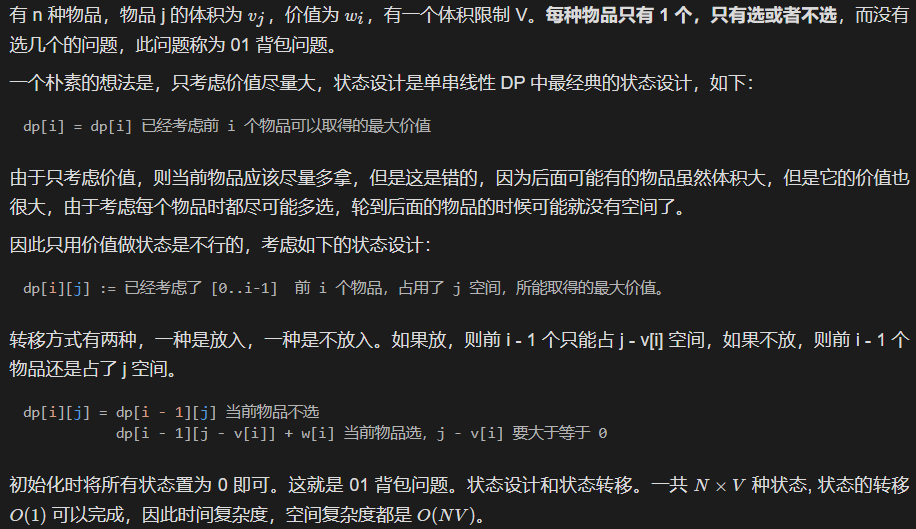 有 n 种物品，物品 j 的体积为 v_j，价值为 w_i，有一个体积限制 V。每种物品只有 1 个，只有选或者不选，而没有
选几个的问题，此问题称为 01 背包问题。
一个朴素的想法是，只考虑价值尽量大，状态设计是单串线性 DP 中最经典的状态设计，如下：
dp[i] = dp[i] 已经考虑前 i 个物品可以取得的最大价值
由于只考虑价值，则当前物品应该尽量多拿，但是这是错的，因为后面可能有的物品虽然体积大，但是它的价值也
很大，由于考虑每个物品时都尽可能多选，轮到后面的物品的时候可能就没有空间了。
因此只用价值做状态是不行的，考虑如下的状态设计：
dp[i][j] := 已经考虑了 [0..i-1]  前 i 个物品，占用了 j 空间，所能取得的最大价值。
转移方式有两种，一种是放入，一种是不放入。如果放，则前 i - 1 个只能占 j - v[i] 空间，如果不放，则前 i - 1 个
物品还是占了 j 空间。
dp[i][j] = dp[i - 1][j] 当前物品不选
dp[i - 1][j - v[i]] + w[i] 当前物品选，j - v[i] 要大于等于 0
初始化时将所有状态置为 0 即可。这就是 01 背包问题。状态设计和状态转移。一共 N × V 种状态, 状态的转移
O(1) 可以完成，因此时间复杂度，空间复杂度都是 O(NV)。